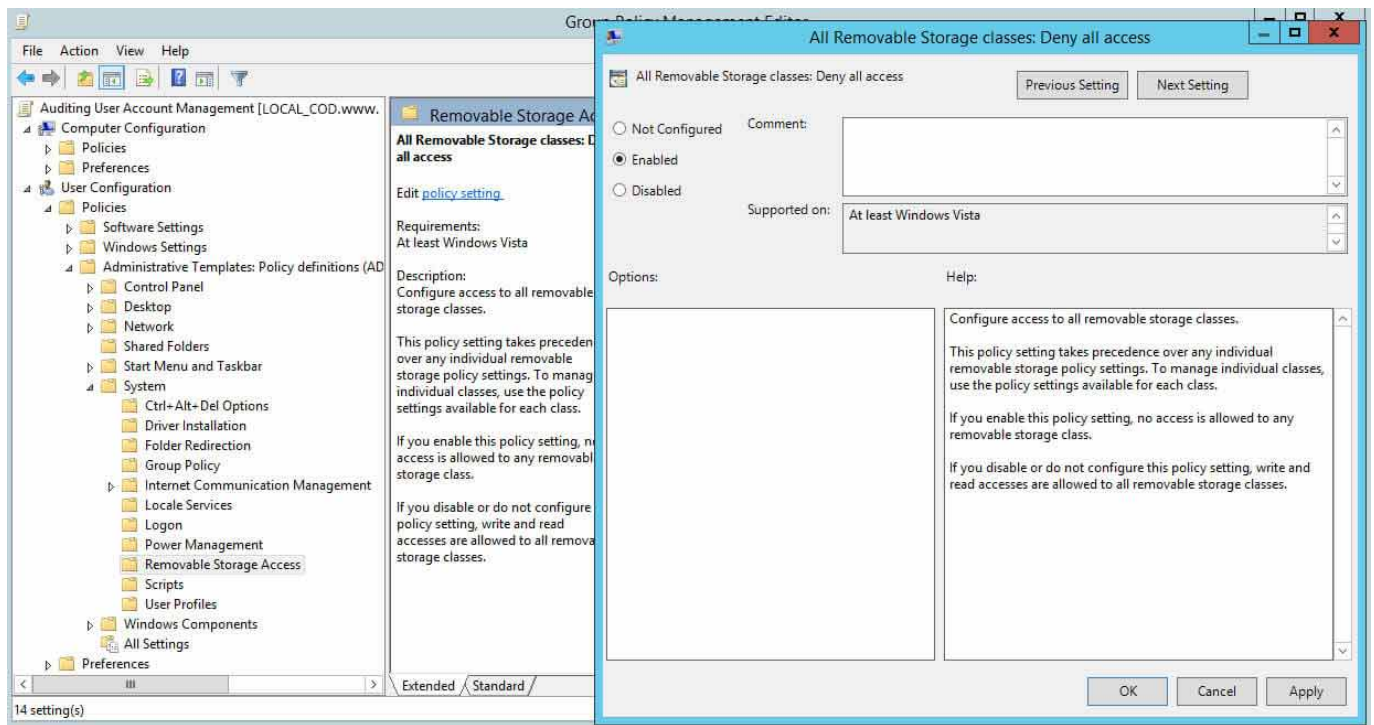 Group Policy Management Editor
File Action View Help
Auditing User Account Management [LOCAL_COD.www.
Computer Configuration
Policies
Preferences
User Configuration
Policies
Software Settings
Windows Settings
Administrative Templates: Policy definitions (AD
Control Panel
Desktop
Network
Shared Folders
Start Menu and Taskbar
System
Ctrl+Alt+Del Options
Driver Installation
Folder Redirection
Group Policy
Internet Communication Management
Locale Services
Logon
Power Management
Removable Storage Access
Scripts
User Profiles
Windows Components
All Settings
Preferences
14 setting(s)
Removable Storage Ac
All Removable Storage classes: D
all access
Edit policy setting
Requirements:
At least Windows Vista
Description:
Configure access to all removable
storage classes.
This policy setting takes preceden
over any individual removable
storage policy settings. To manag
individual classes, use the policy
settings available for each class.
If you enable this policy setting, n
access is allowed to any removabl
storage class.
If you disable or do not configure
policy setting, write and read
accesses are allowed to all remova
storage classes.
Extended Standard
All Removable Storage classes: Deny all access
All Removable Storage classes: Deny all access
Previous Setting Next Setting
Not Configured
Enabled
Disabled
Comment:
Supported on: At least Windows Vista
Options:
Help:
Configure access to all removable storage classes.
This policy setting takes precedence over any individual
removable storage policy settings. To manage individual classes,
use the policy settings available for each class.
If you enable this policy setting, no access is allowed to any
removable storage class.
If you disable or do not configure this policy setting, write and
read accesses are allowed to all removable storage classes.
OK Cancel Apply